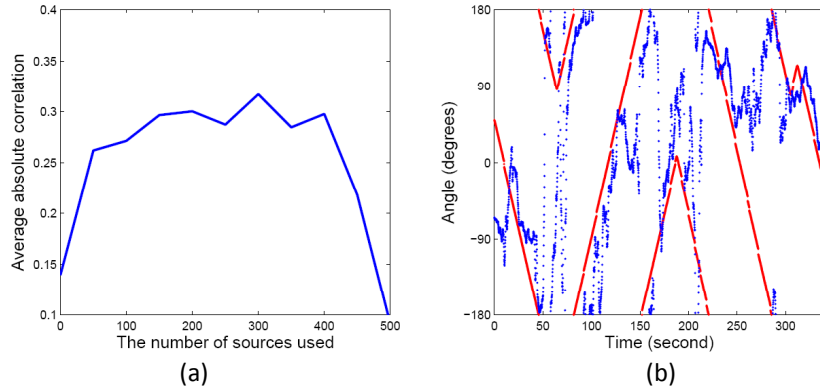 0.4
0.35
0.3
0.25
0.2
0.15
0.1
0 100 200 300 400 500
Average absolute correlation
The number of sources used
(a)
180
90
0
−90
−180
0 50 100 150 200 250 300
Angle (degrees)
Time (second)
(b)